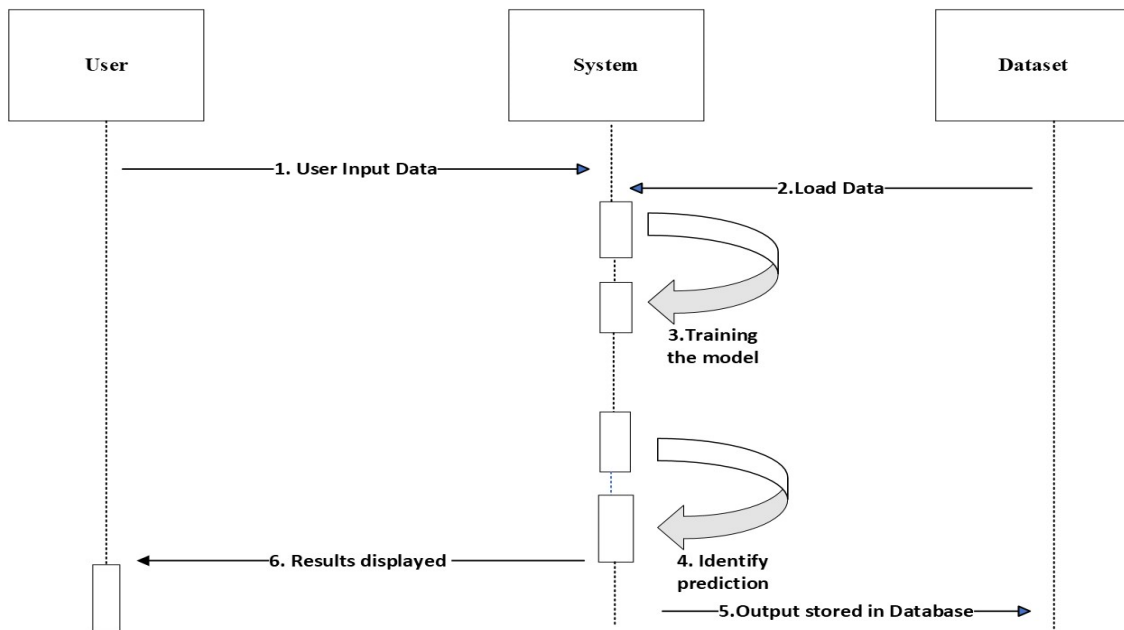 User
System
Dataset
1. User Input Data
2.Load Data
3.Training
the model
4. Identify
prediction
6. Results displayed
5.Output stored in Database